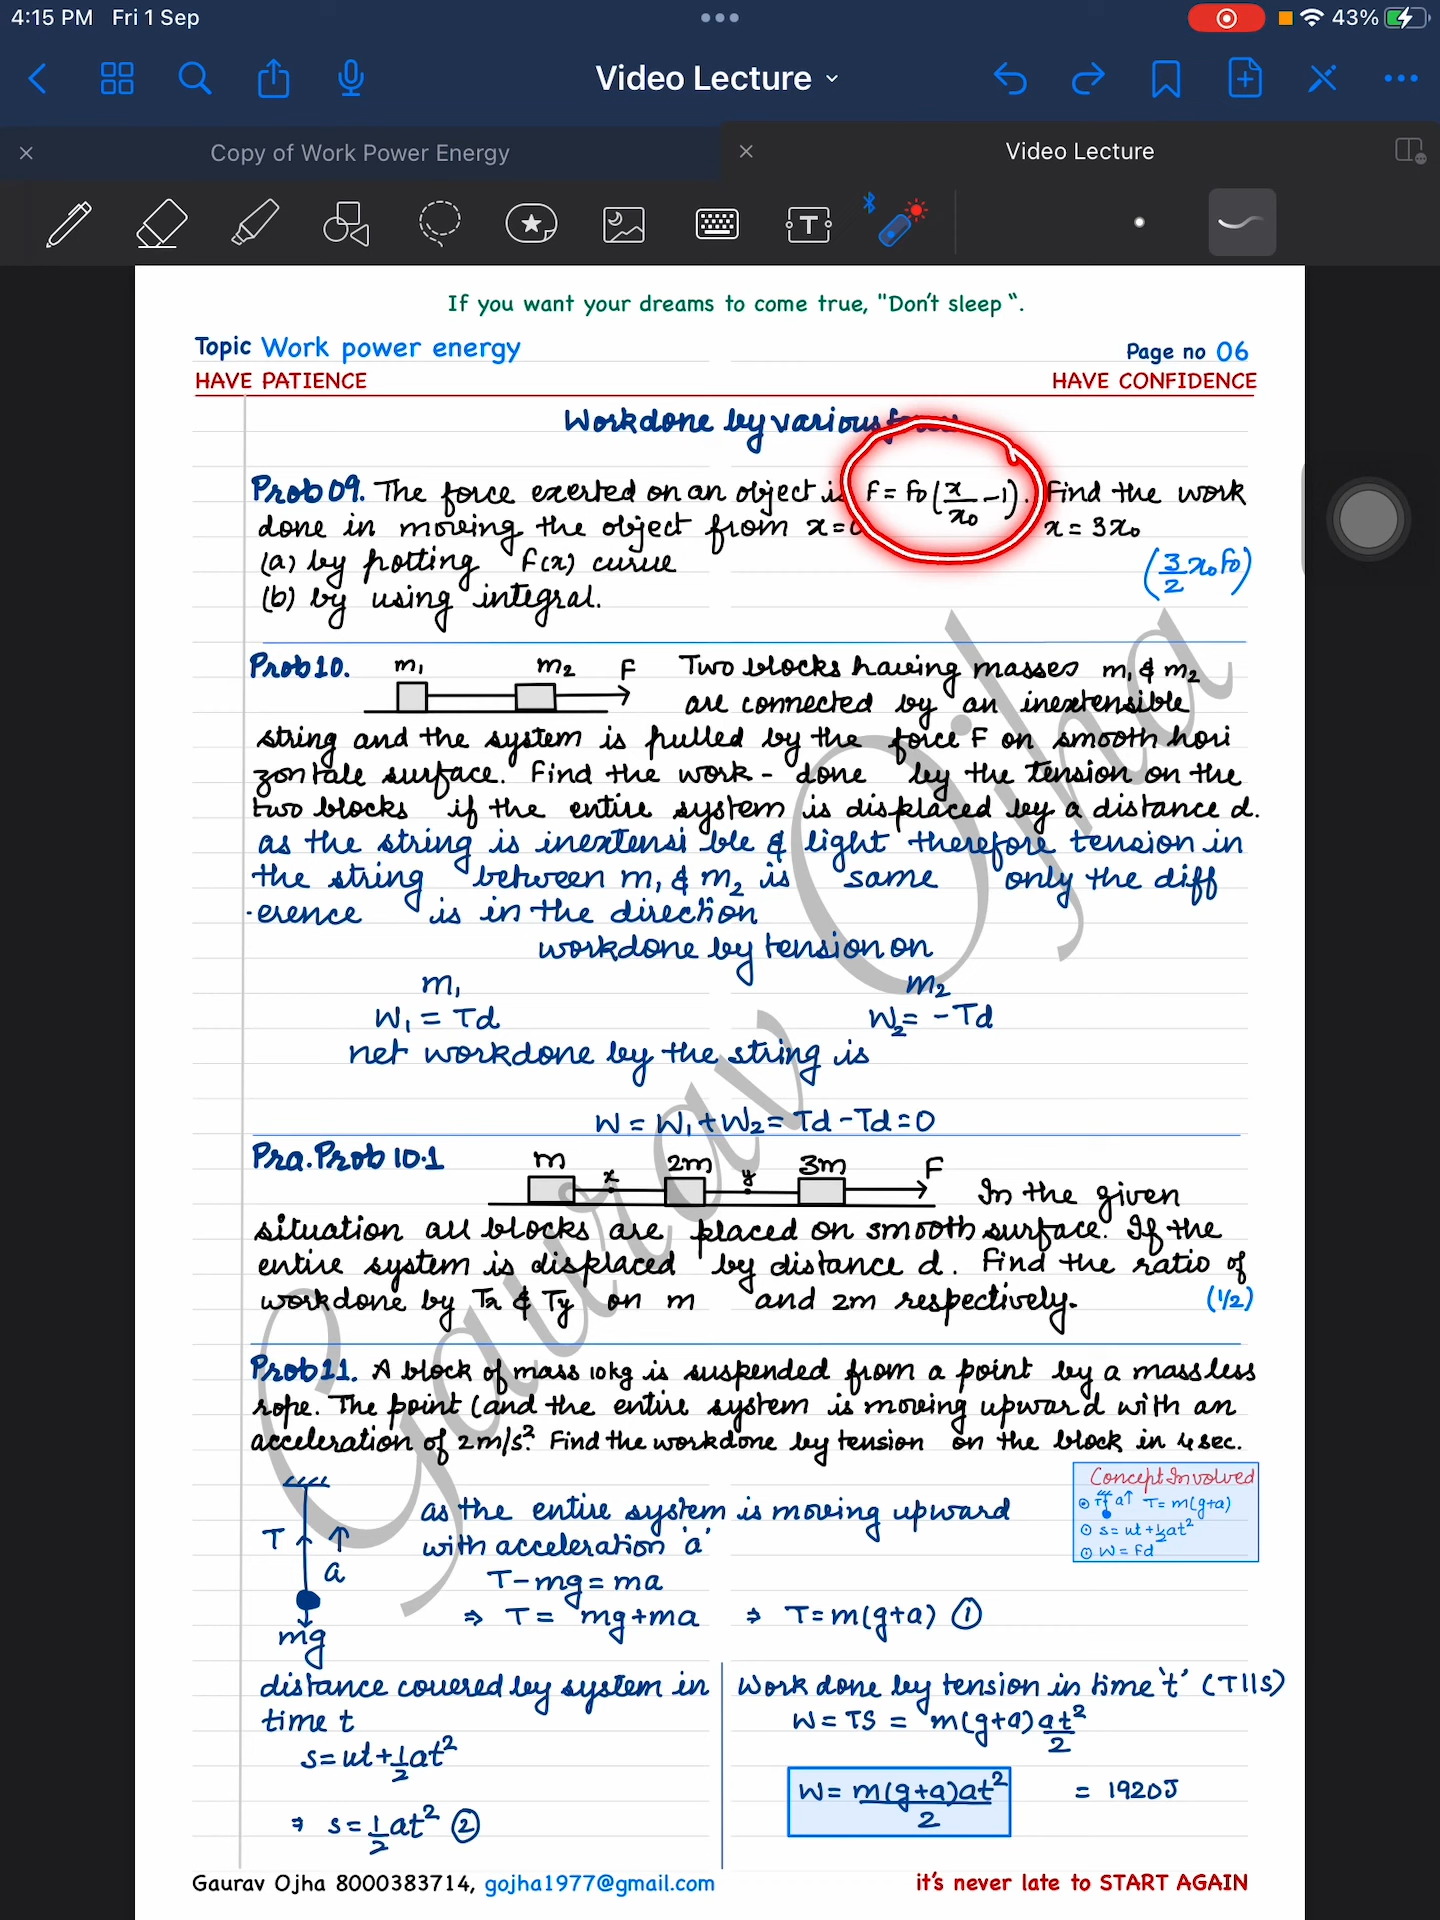 4:15 PM Fri 1 Sep
43%
Video Lecture
Copy of Work Power Energy
Video Lecture
If you want your dreams to come true, "Don't sleep“.
Topic Work power energy
Page no 06
HAVE PATIENCE
HAVE CONFIDENCE
Workdone by various
Prob 09. The force exerted on an object is F = F0 (x/x0 - 1). Find the work
done in moving the object from x = x = 3x0
(a) by potting F(x) curve
(3/2 x0 F0)
(b) by using integral.
Prob 10.
m1 m2 F
Two blocks having masses m1 & m2
are connected by an inextensible
string and the system is pulled by the force F on smooth hori
zontale surface. Find the work - done by the tension on the
two blocks if the entire system is displaced by a distance d.
as the string is inextensi ble & light therefore tension in
the string between m1 & m2 is same only the diff
-erence is in the direction
workdone by tension on
m1 m2
W1 = Td W2 = -Td
net workdone by the string is
W = W1 + W2 = Td - Td = 0
Pra. Prob 10.1
m x 2m y 3m F
In the given
situation all blocks are placed on smooth surface. If the
entire system is displaced by distance d. Find the ratio of
workdone by Tx & Ty on m and 2m respectively.
(1/2)
Prob 11. A block of mass 10kg is suspended from a point by a massless
rope. The point (and the entire system is moving upward with an
acceleration of 2m/s². Find the workdone by tension on the block in 4 sec.
Concept Involved
a↑ T = m(g+a)
s = ut + ½at²
W = Fd
T a
mg
as the entire system is moving upward
with acceleration 'a'
T - mg = ma
⇒ T = mg + ma ⇒ T = m(g+a) ①
distance covered by system in
time t
s = ut + 1/2 at²
⇒ s = 1/2 at² ②
Work done by tension in time 't' (T||s)
W = TS = m(g+a) at²/2
W = m(g+a)at²/2 = 1920J
Gaurav Ojha 8000383714, gojha1977@gmail.com
it's never late to START AGAIN
Gaurav Ojha